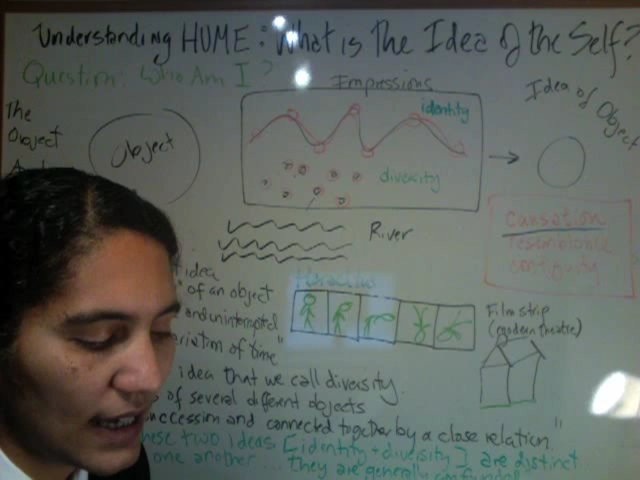 Understanding HUME: What is the Idea of the Self?
Question: Who Am I?
Impressions
Idea of Object
The
Object
Object
identity
diversity
River
Causation
resemblance
contiguity
Heraclitus
idea
of an object
and uninterrupted
of time"
Film strip
(modern theatre)
idea that we call diversity.
of several different objects
succession and connected together by a close relation."
these two ideas [identity + diversity] are distinct
one another ... they are generally confused